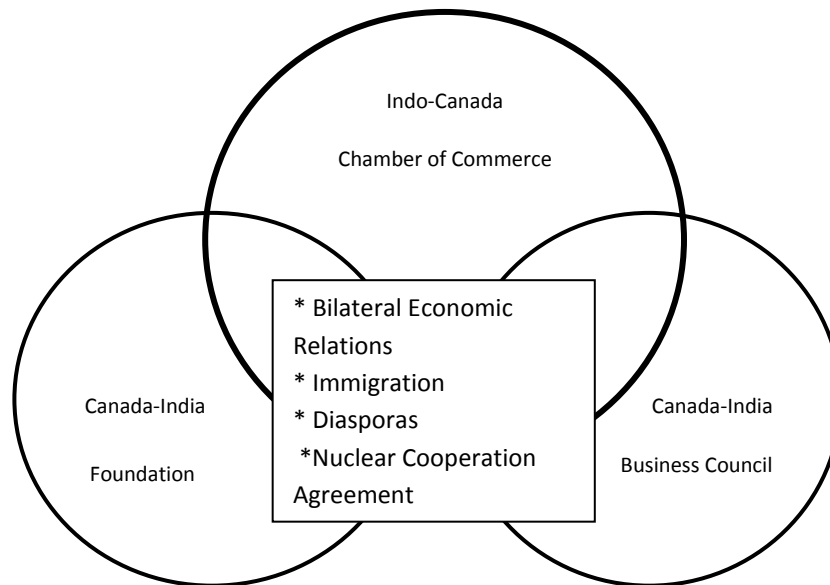 Indo-Canada
Chamber of Commerce
* Bilateral Economic
Relations
* Immigration
* Diasporas
*Nuclear Cooperation
Agreement
Canada-India
Foundation
Canada-India
Business Council